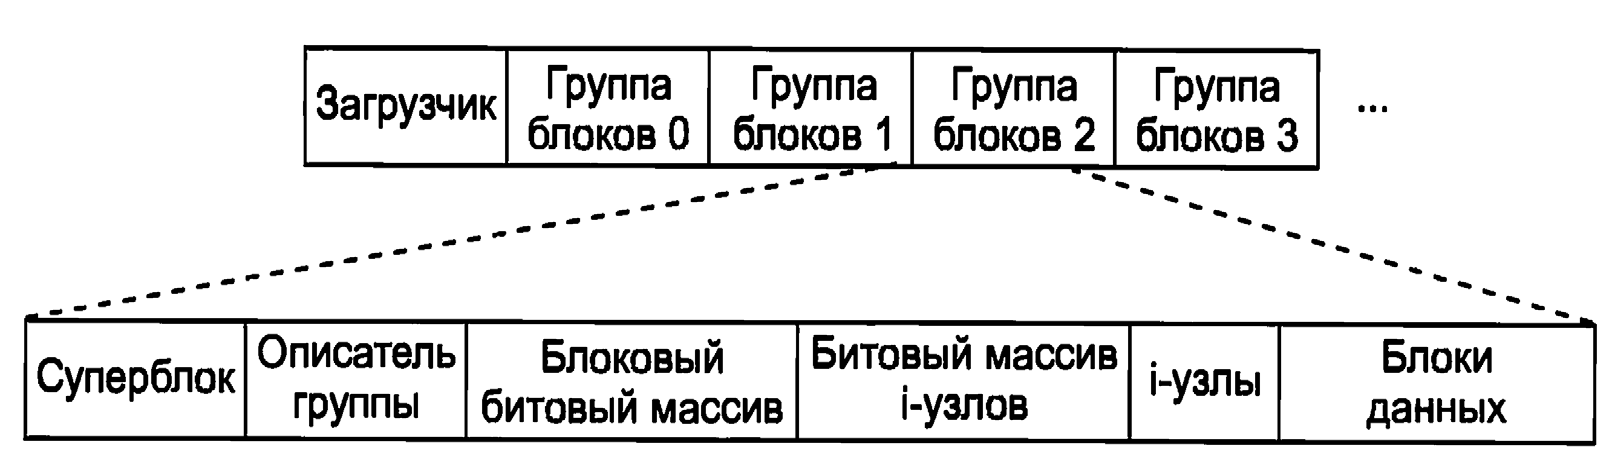 Загрузчик
Группа
блоков 0
Группа
блоков 1
Группа
блоков 2
Группа
блоков 3
...
Суперблок
Описатель
группы
Блоковый
битовый массив
Битовый массив
i-узлов
i-узлы
Блоки
данных